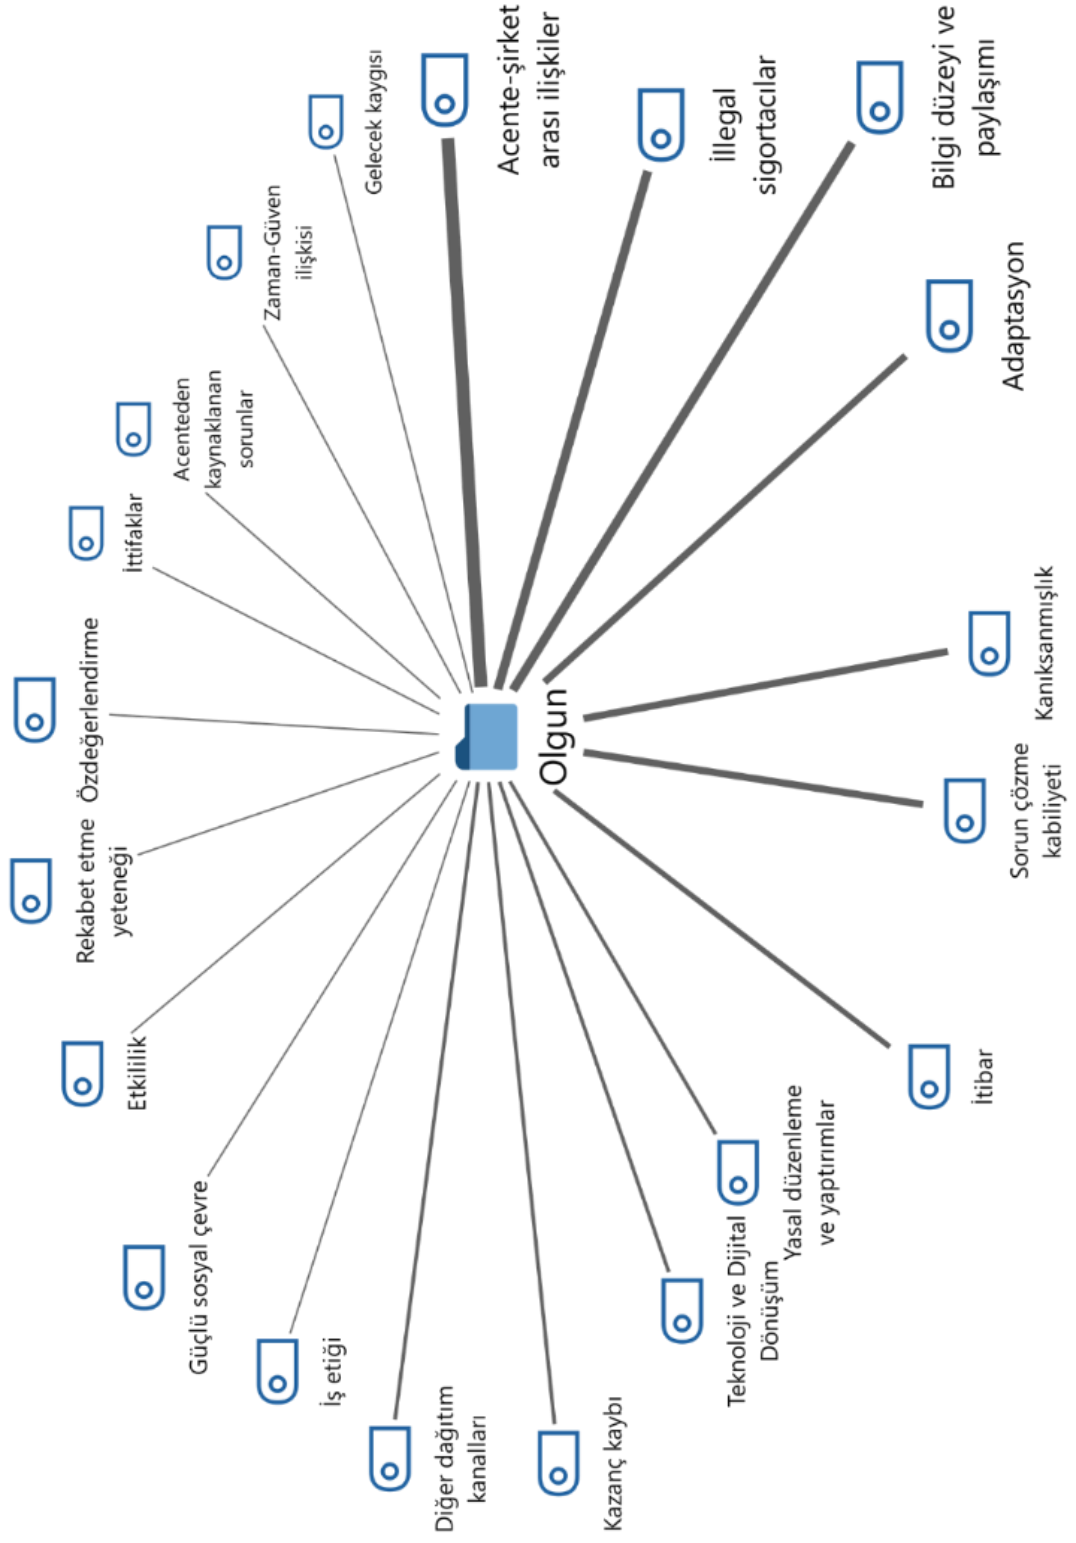 Acente-şirket
arası ilişkiler
İllegal
sigortacılar
Bilgi düzeyi ve
paylaşımı
Adaptasyon
Kanıksanmışlık
Sorun çözme
kabiliyeti
İtibar
Yasal düzenleme
ve yaptırımlar
Teknoloji ve Dijital
Dönüşüm
Kazanç kaybı
Diğer dağıtım
kanalları
İş etiği
Güçlü sosyal çevre
Etkililik
Rekabet etme
yeteneği
Özdeğerlendirme
İttifaklar
Acenteden
kaynaklanan
sorunlar
Zaman-Güven
ilişkisi
Gelecek kaygısı
Olgun